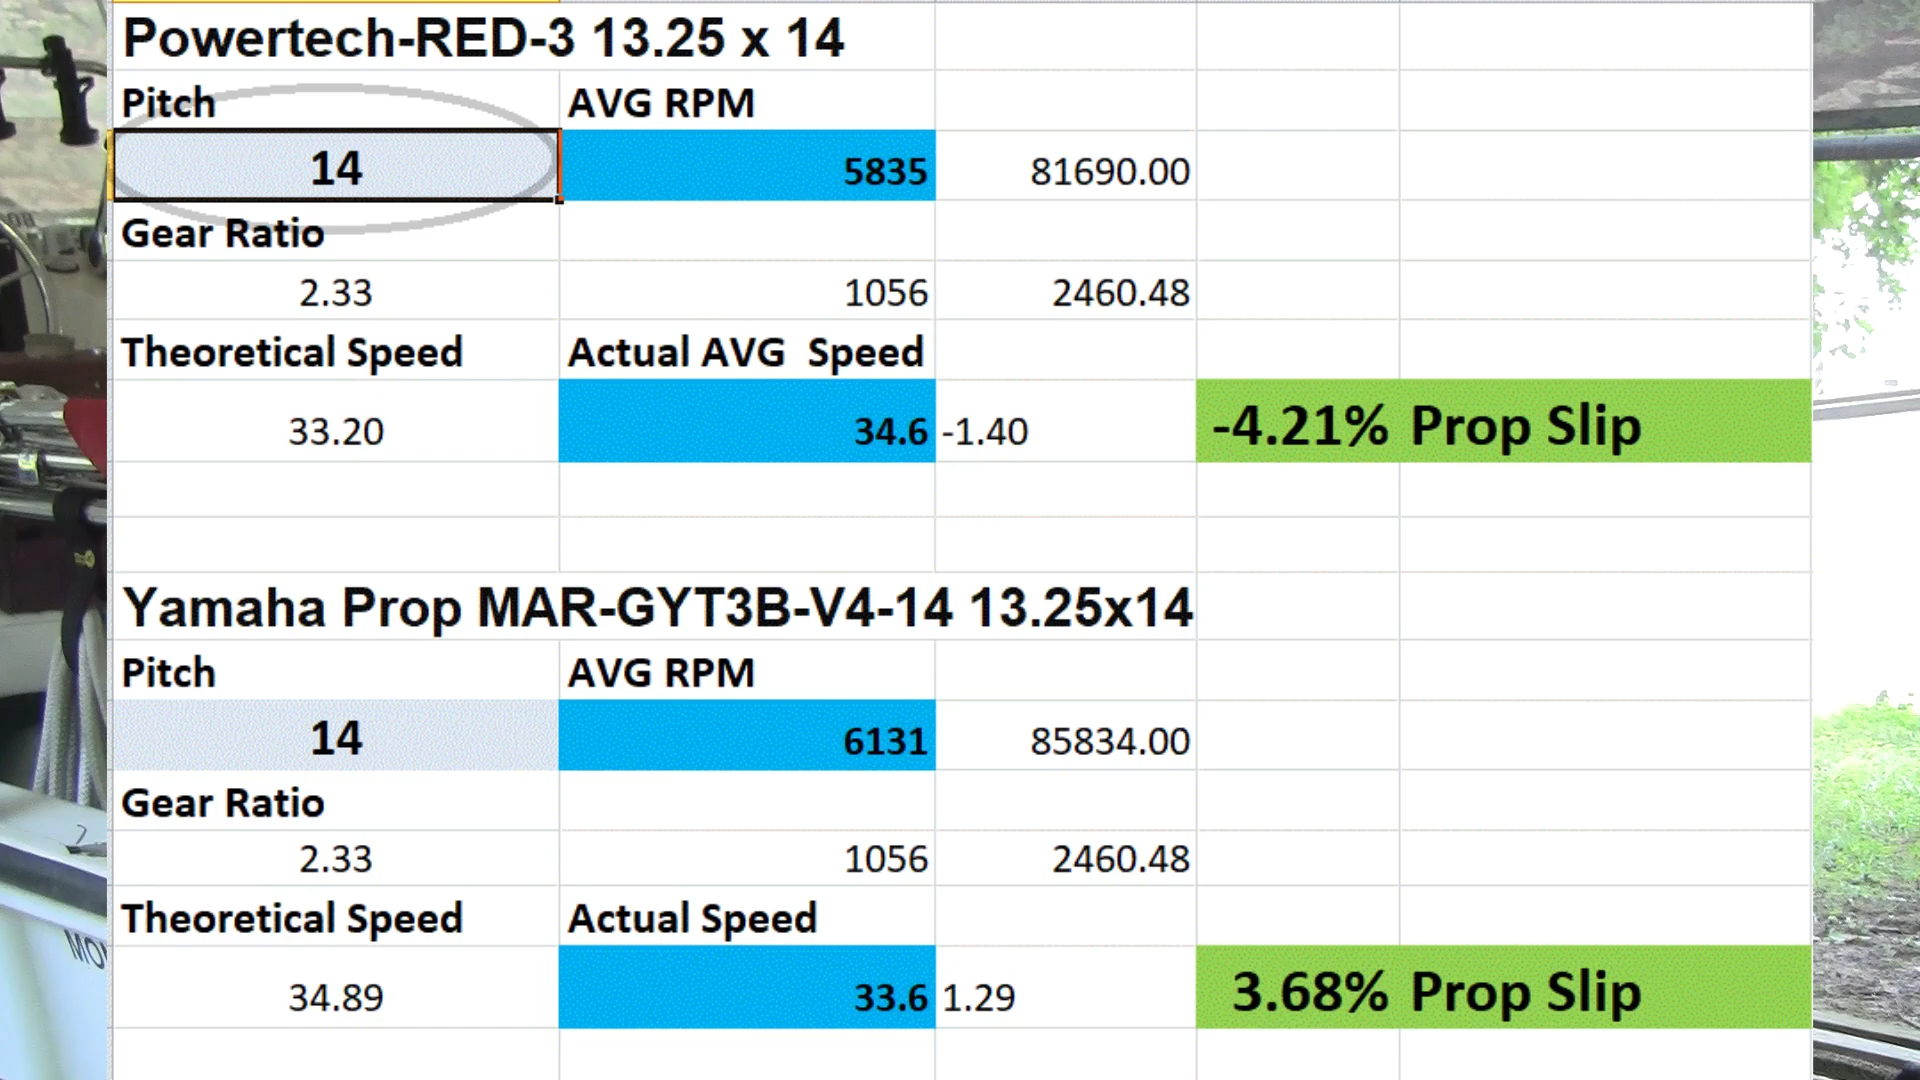 Powertech-RED-3 13.25 x 14
Pitch AVG RPM
14 5835 81690.00
Gear Ratio
2.33 1056 2460.48
Theoretical Speed Actual AVG Speed
33.20 34.6 -1.40 -4.21% Prop Slip
Yamaha Prop MAR-GYT3B-V4-14 13.25x14
Pitch AVG RPM
14 6131 85834.00
Gear Ratio
2.33 1056 2460.48
Theoretical Speed Actual Speed
34.89 33.6 1.29 3.68% Prop Slip